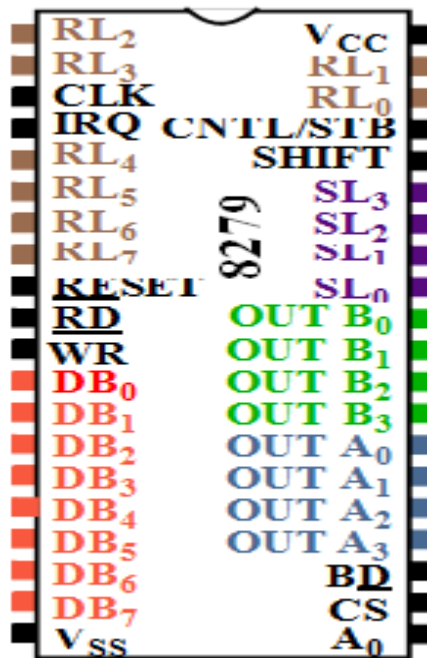 RL₂
RL₃
CLK
IRQ
RL₄
RL₅
RL₆
RL₇
RESET
RD
WR
DB₀
DB₁
DB₂
DB₃
DB₄
DB₅
DB₆
DB₇
V_SS
8279
V_CC
RL₁
RL₀
CNTL/STB
SHIFT
SL₃
SL₂
SL₁
SL₀
OUT B₀
OUT B₁
OUT B₂
OUT B₃
OUT A₀
OUT A₁
OUT A₂
OUT A₃
BD
CS
A₀